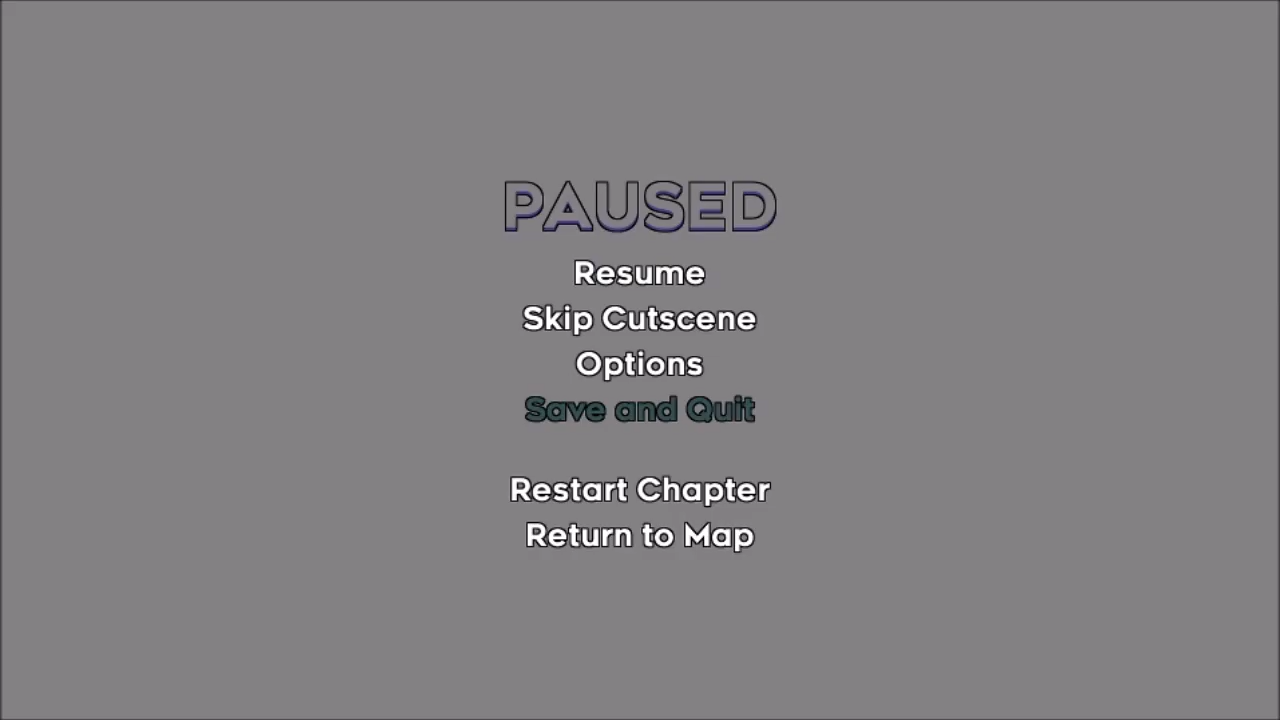 PAUSED
Resume
Skip Cutscene
Options
Save and Quit
Restart Chapter
Return to Map